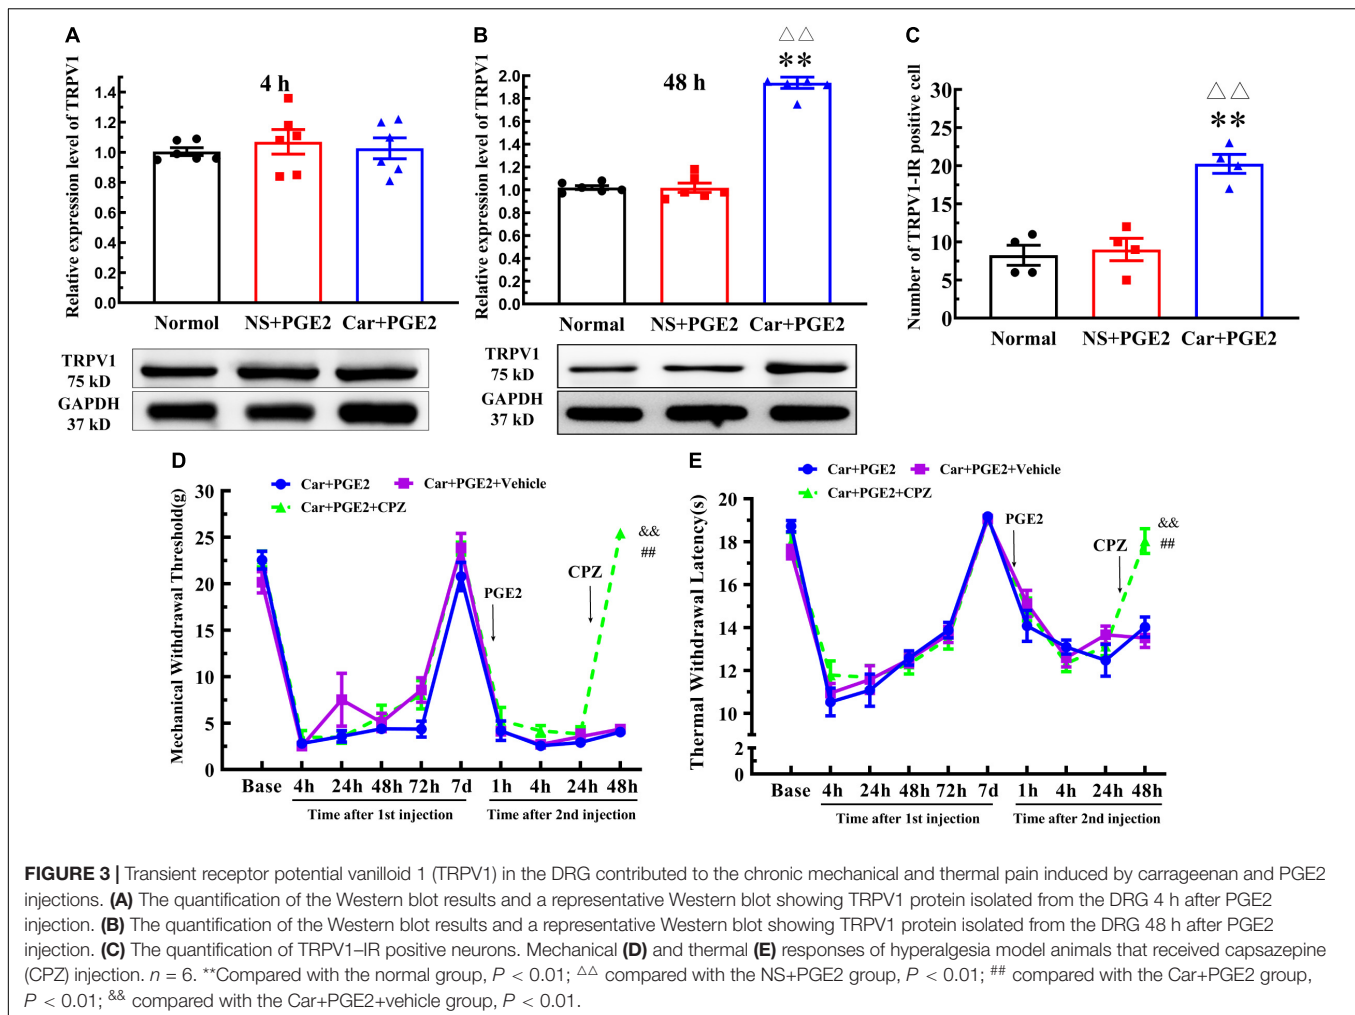 A
Relative expression level of TRPV1
4 h
1.4
1.2
1.0
0.8
0.6
0.4
0.2
0.0
Normol NS+PGE2 Car+PGE2
TRPV1
75 kD
GAPDH
37 kD
B
Relative expression level of TRPV1
48 h
△△
**
2.0
1.8
1.6
1.4
1.2
1.0
0.8
0.6
0.4
0.2
0.0
Normal NS+PGE2 Car+PGE2
TRPV1
75 kD
GAPDH
37 kD
C
Number of TRPV1-IR positive cell
△△
**
30
25
20
15
10
5
0
Normal NS+PGE2 Car+PGE2
D
Car+PGE2 Car+PGE2+Vehicle
Car+PGE2+CPZ
Mechanical Withdrawal Threshold(g)
30
25
20
15
10
5
0
PGE2
CPZ
&&
##
Base 4h 24h 48h 72h 7d 1h 4h 24h 48h
Time after 1st injection Time after 2nd injection
E
Car+PGE2 Car+PGE2+Vehicle
Car+PGE2+CPZ
Thermal Withdrawal Latency(s)
20
18
16
14
12
10
2
0
PGE2
CPZ
&&
##
Base 4h 24h 48h 72h 7d 1h 4h 24h 48h
Time after 1st injection Time after 2nd injection
FIGURE 3 | Transient receptor potential vanilloid 1 (TRPV1) in the DRG contributed to the chronic mechanical and thermal pain induced by carrageenan and PGE2
injections. (A) The quantification of the Western blot results and a representative Western blot showing TRPV1 protein isolated from the DRG 4 h after PGE2
injection. (B) The quantification of the Western blot results and a representative Western blot showing TRPV1 protein isolated from the DRG 48 h after PGE2
injection. (C) The quantification of TRPV1–IR positive neurons. Mechanical (D) and thermal (E) responses of hyperalgesia model animals that received capsazepine
(CPZ) injection. n = 6. **Compared with the normal group, P < 0.01; △△ compared with the NS+PGE2 group, P < 0.01; ## compared with the Car+PGE2 group,
P < 0.01; && compared with the Car+PGE2+vehicle group, P < 0.01.